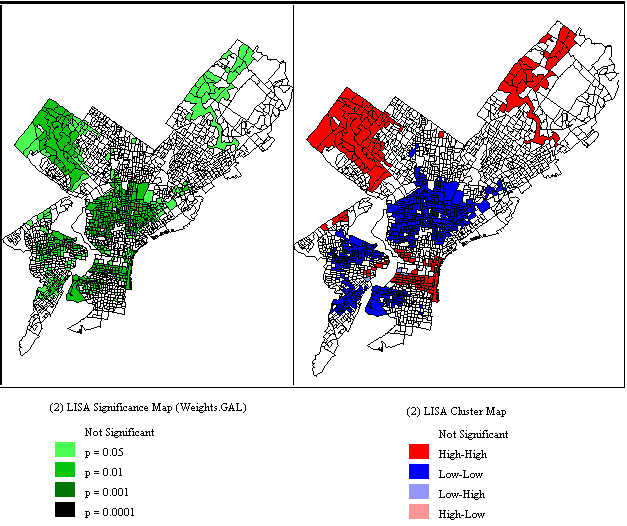 (2) LISA Significance Map (Weights.GAL)
Not Significant
p = 0.05
p = 0.01
p = 0.001
p = 0.0001
(2) LISA Cluster Map
Not Significant
High-High
Low-Low
Low-High
High-Low